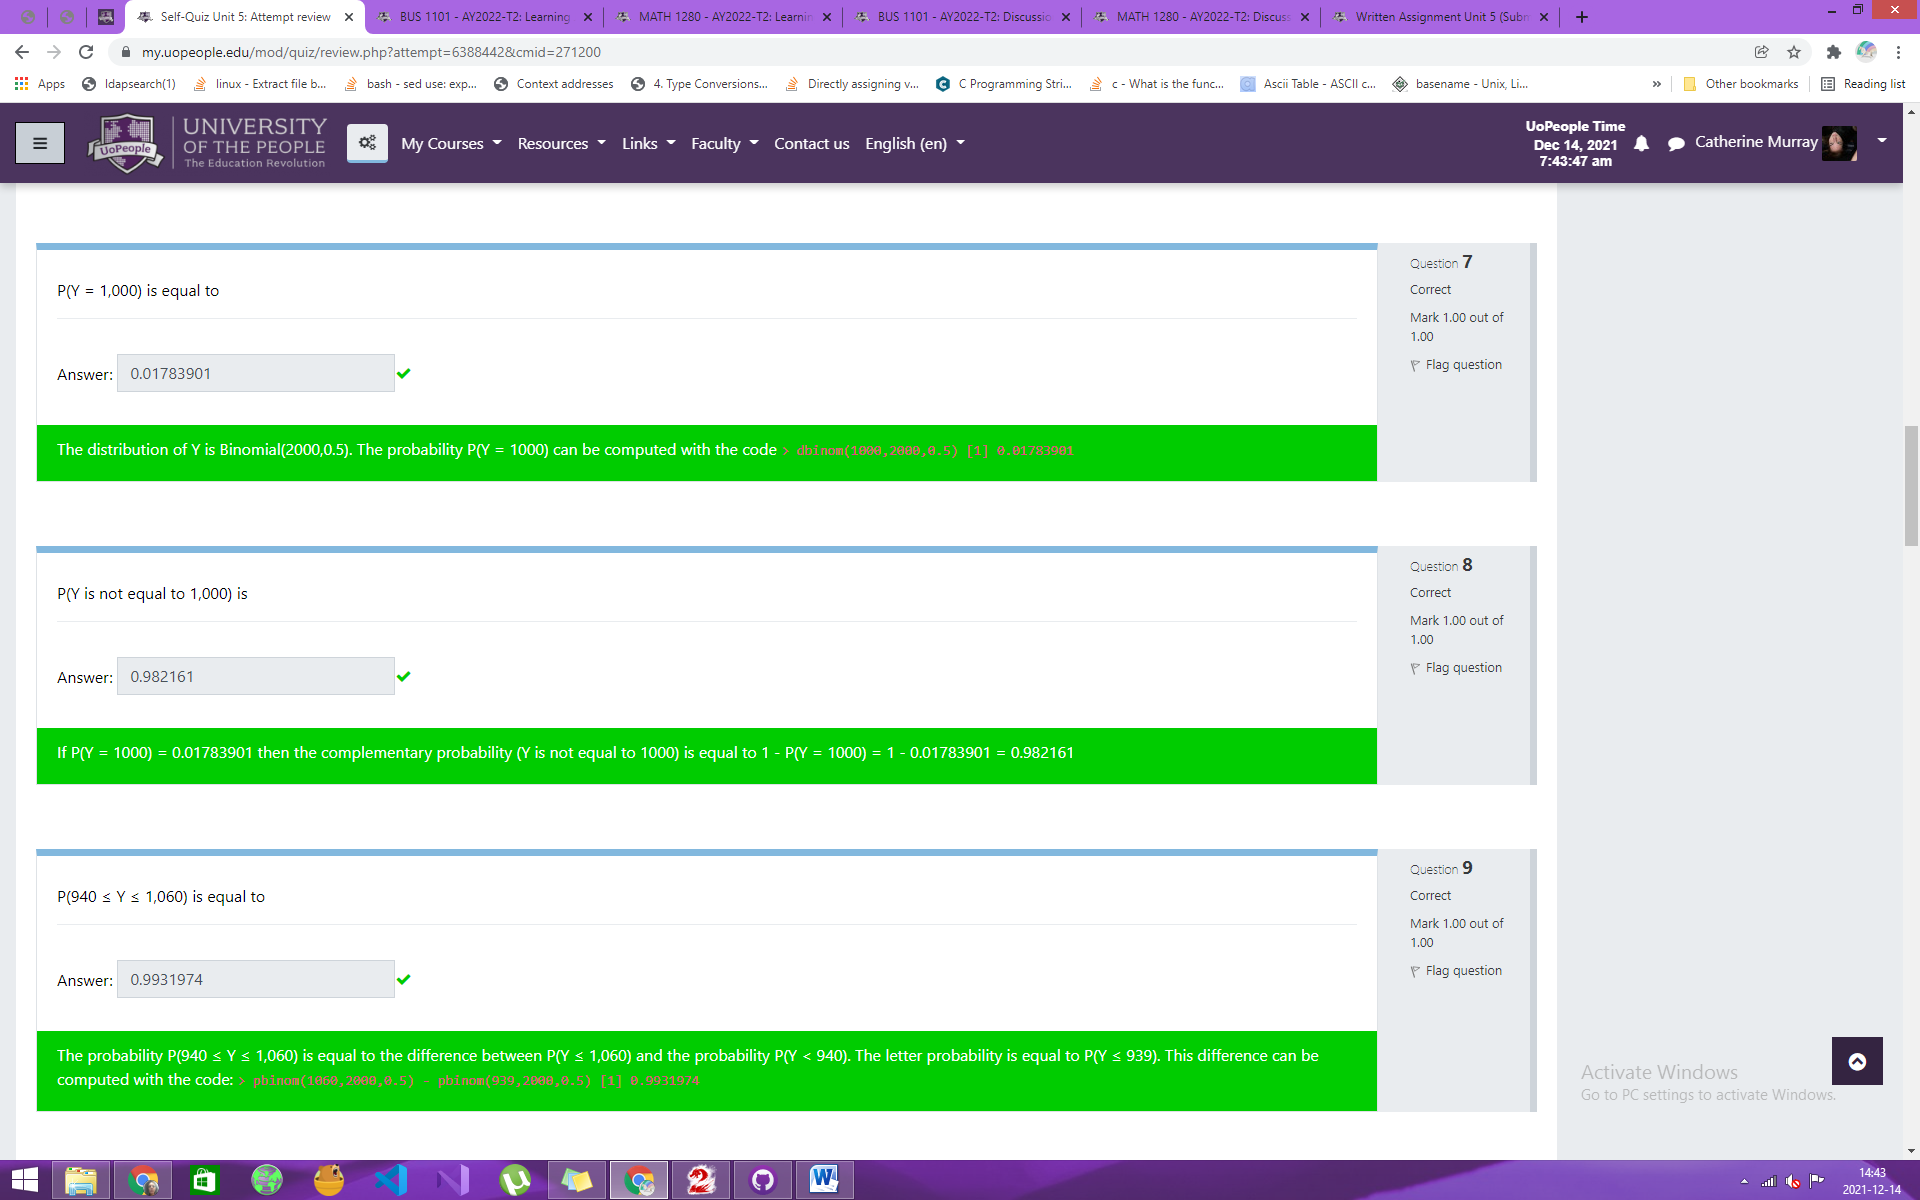 Self-Quiz Unit 5: Attempt review
BUS 1101 - AY2022-T2: Learning
MATH 1280 - AY2022-T2: Learnin
BUS 1101 - AY2022-T2: Discussio
MATH 1280 - AY2022-T2: Discuss
Written Assignment Unit 5 (Subm
my.uopeople.edu/mod/quiz/review.php?attempt=6388442&cmid=271200
Apps
ldapsearch(1)
linux - Extract file b...
bash - sed use: exp...
Context addresses
4. Type Conversions...
Directly assigning v...
C Programming Stri...
c - What is the func...
Ascii Table - ASCII c...
basename - Unix, Li...
»
Other bookmarks
Reading list
UoPeople
UNIVERSITY
OF THE PEOPLE
The Education Revolution
My Courses
Resources
Links
Faculty
Contact us
English (en)
UoPeople Time
Dec 14, 2021
7:43:47 am
Catherine Murray
P(Y = 1,000) is equal to
Answer: 0.01783901
The distribution of Y is Binomial(2000,0.5). The probability P(Y = 1000) can be computed with the code > dbinom(1000,2000,0.5) [1] 0.01783901
Question 7
Correct
Mark 1.00 out of
1.00
Flag question
P(Y is not equal to 1,000) is
Answer: 0.982161
If P(Y = 1000) = 0.01783901 then the complementary probability (Y is not equal to 1000) is equal to 1 - P(Y = 1000) = 1 - 0.01783901 = 0.982161
Question 8
Correct
Mark 1.00 out of
1.00
Flag question
P(940 ≤ Y ≤ 1,060) is equal to
Answer: 0.9931974
The probability P(940 ≤ Y ≤ 1,060) is equal to the difference between P(Y ≤ 1,060) and the probability P(Y < 940). The letter probability is equal to P(Y ≤ 939). This difference can be
computed with the code: > pbinom(1060,2000,0.5) - pbinom(939,2000,0.5) [1] 0.9931974
Question 9
Correct
Mark 1.00 out of
1.00
Flag question
Activate Windows
Go to PC settings to activate Windows.
14:43
2021-12-14